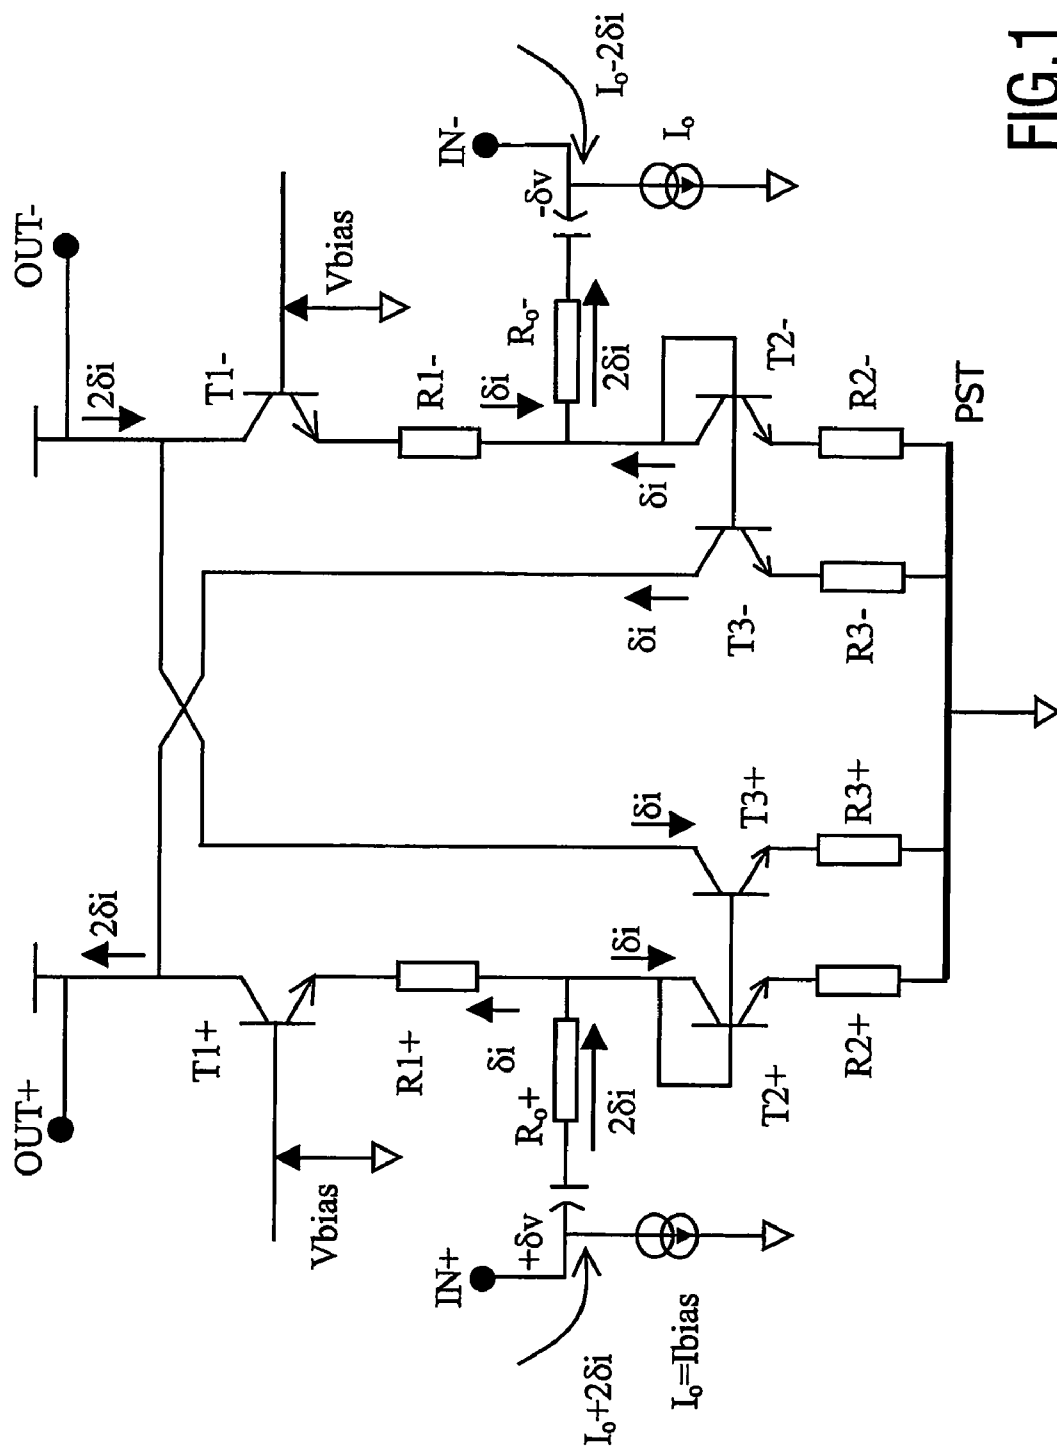 OUT+
OUT-
2δi
2δi
T1+
T1-
Vbias
Vbias
R1+
R1-
IN+
IN-
+δv
-δv
Ro+
Ro-
δi
δi
2δi
2δi
Io+2δi
Io-2δi
Io=Ibias
Io
δi
δi
δi
δi
T2+
T3+
T3-
T2-
R2+
R3+
R3-
R2-
PST
FIG.1